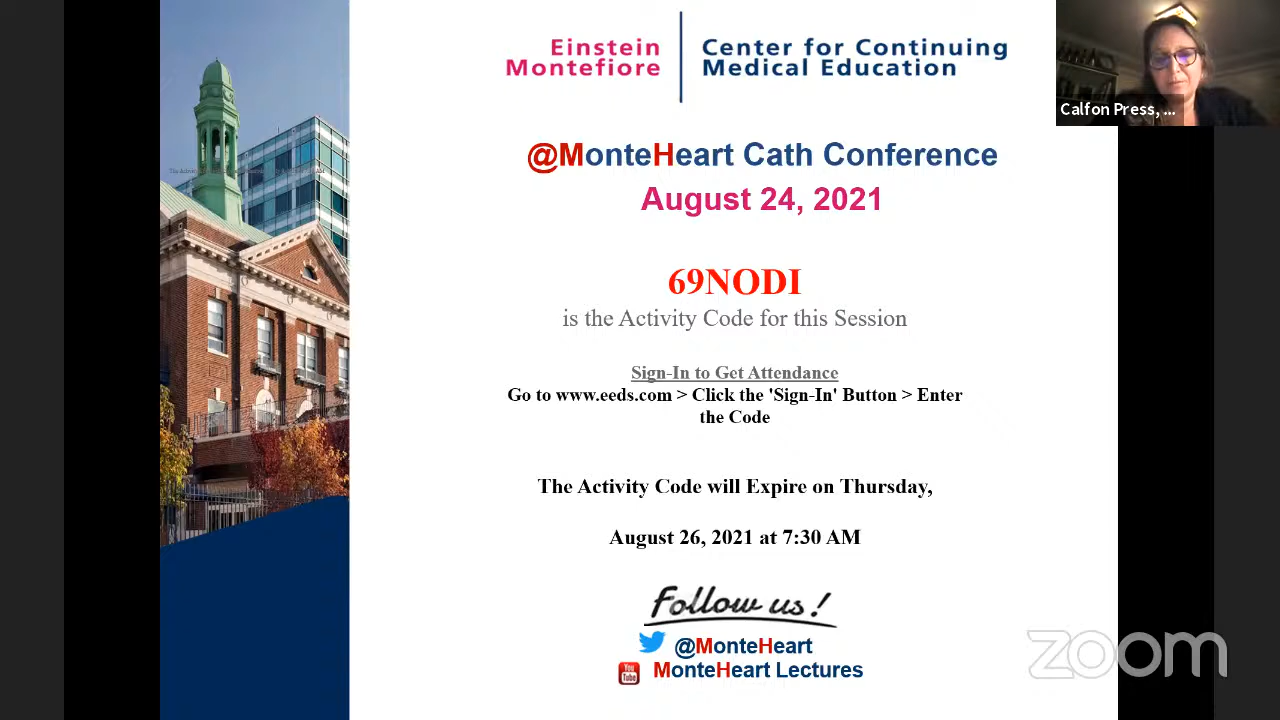 Einstein
Montefiore
Center for Continuing
Medical Education
Calfon Press, ...
@MonteHeart Cath Conference
August 24, 2021
69NODI
is the Activity Code for this Session
Sign-In to Get Attendance
Go to www.eeds.com > Click the 'Sign-In' Button > Enter
the Code
The Activity Code will Expire on Thursday,
August 26, 2021 at 7:30 AM
Follow us!
@MonteHeart
You
Tube
MonteHeart Lectures
zoom